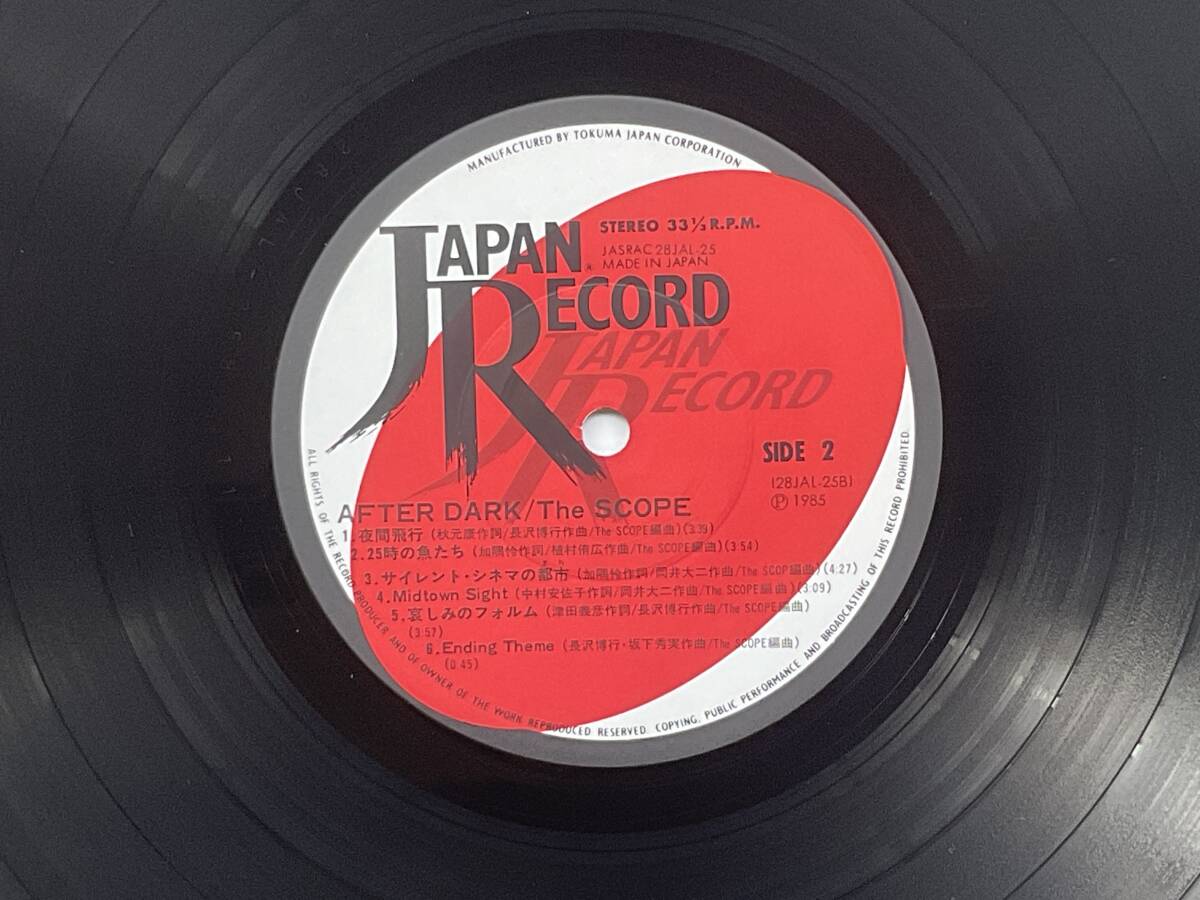 MANUFACTURED BY TOKUMA JAPAN CORPORATION
STEREO 33 1/3 R.P.M.
JASRAC 28JAL-25
MADE IN JAPAN
JAPAN
RECORD
®
JAPAN
RECORD
SIDE 2
(28JAL-25B)
Ⓟ 1985
AFTER DARK/The SCOPE
1.夜間飛行 (秋元康作詞/長沢博行作曲/The SCOPE編曲)(3:39)
2.25時の魚たち (加隅怜作詞/植村侑広作曲/The SCOPE編曲)(3:54)
3.サイレント・シネマの都市 (加隅怜作詞/岡井大二作曲/The SCOP編曲)(4:27)
4.Midtown Sight (中村安佐子作詞/岡井大二作曲/The SCOPE編曲)(3:09)
5.哀しみのフォルム (津田義彦作詞/長沢博行作曲/The SCOPE編曲)
(3:57)
6.Ending Theme (長沢博行・坂下秀実作曲/The SCOPE編曲)
(0:45)
ALL RIGHTS OF THE RECORD PRODUCER AND OF OWNER OF THE WORK REPRODUCED RESERVED. COPYING, PUBLIC PERFORMANCE AND BROADCASTING OF THIS RECORD PROHIBITED.